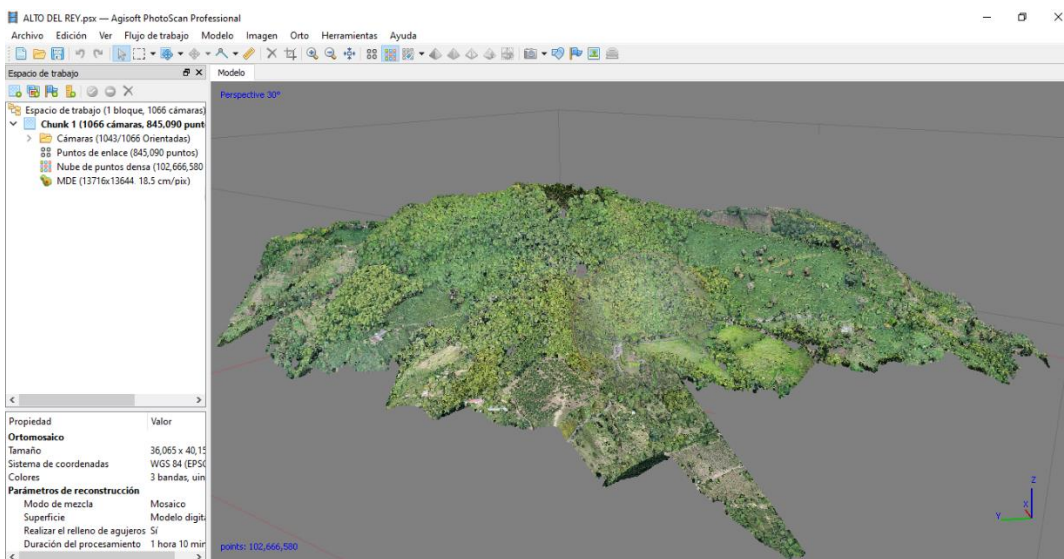 ALTO DEL REY.psx — Agisoft PhotoScan Professional
Archivo Edición Ver Flujo de trabajo Modelo Imagen Orto Herramientas Ayuda
Espacio de trabajo
Modelo
Perspective 30°
Espacio de trabajo (1 bloque, 1066 cámaras)
Chunk 1 (1066 cámaras, 845,090 punt
Cámaras (1043/1066 Orientadas)
Puntos de enlace (845,090 puntos)
Nube de puntos densa (102,666,580
MDE (13716x13644, 18.5 cm/pix)
Propiedad Valor
Ortomosaico
Tamaño 36,065 x 40,15
Sistema de coordenadas WGS 84 (EPSG
Colores 3 bandas, uin
Parámetros de reconstrucción
Modo de mezcla Mosaico
Superficie Modelo digit
Realizar el relleno de agujeros Sí
Duración del procesamiento 1 hora 10 min
points: 102,666,580
Z
X
Y